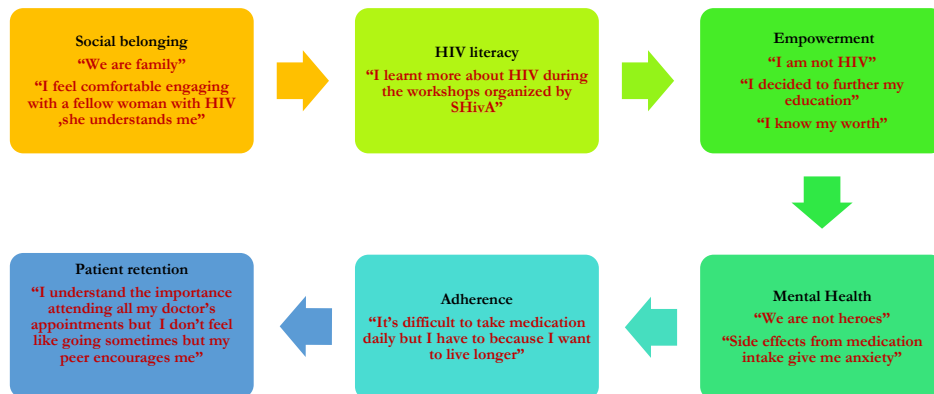 Social belonging
“We are family”
“I feel comfortable engaging
with a fellow woman with HIV
,she understands me”
HIV literacy
“I learnt more about HIV during
the workshops organized by
SHivA”
Empowerment
“I am not HIV”
“I decided to further my
education”
“I know my worth”
Patient retention
“I understand the importance
attending all my doctor’s
appointments but I don’t feel
like going sometimes but my
peer encourages me”
Adherence
“It’s difficult to take medication
daily but I have to because I want
to live longer”
Mental Health
“We are not heroes”
“Side effects from medication
intake give me anxiety”